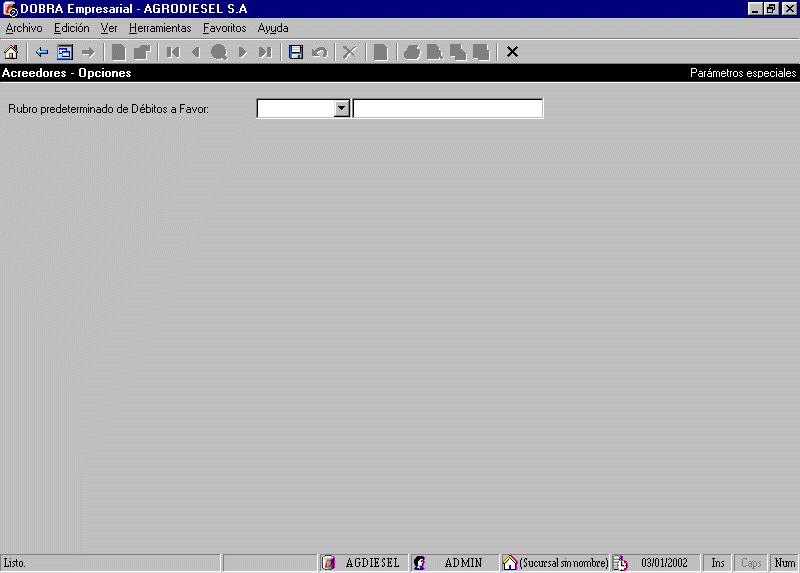 DOBRA Empresarial - AGRODIESEL S.A
Archivo Edición Ver Herramientas Favoritos Ayuda
Acreedores - Opciones Parámetros especiales
Rubro predeterminado de Débitos a Favor:
Listo. AGDIESEL ADMIN (Sucursal sin nombre) 03/01/2002 Ins Caps Num